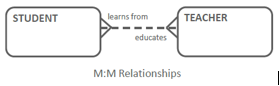 STUDENT
learns from
TEACHER
educates
M:M Relationships